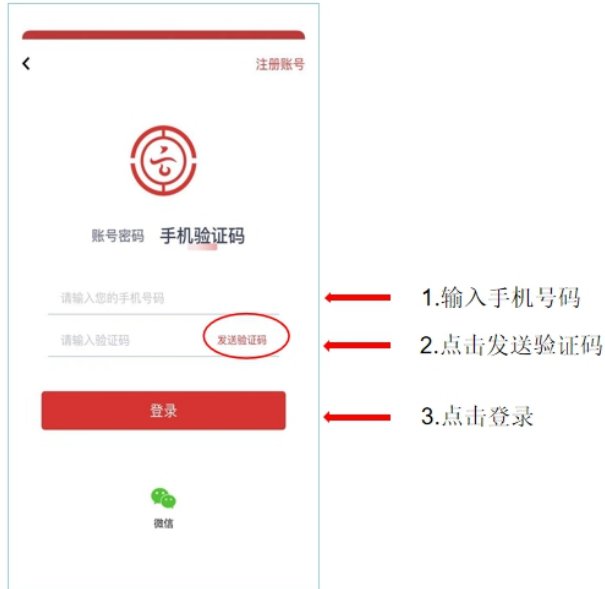 注册账号
云
账号密码 手机验证码
请输入您的手机号码
1.输入手机号码
请输入验证码 发送验证码
2.点击发送验证码
登录
3.点击登录
微信